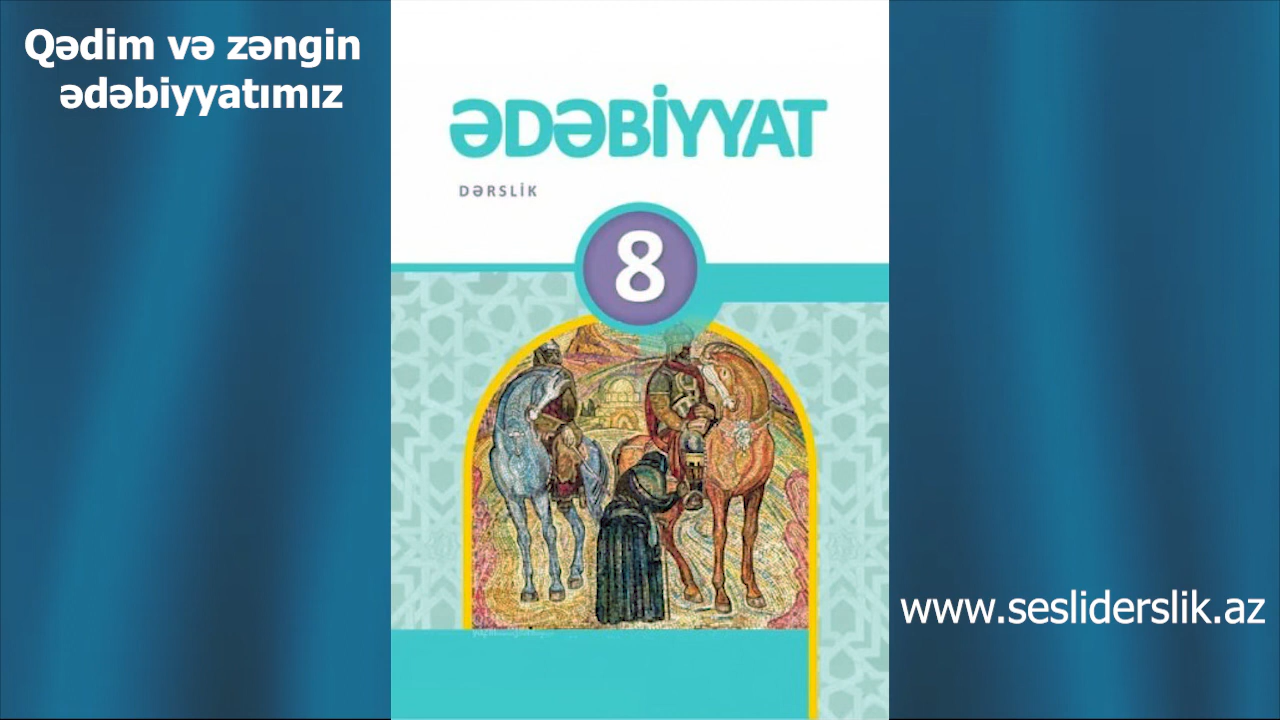 Qədim və zəngin
ədəbiyyatımız
ƏDƏBİYYAT
DƏRSLİK
8
www.sesliderslik.az